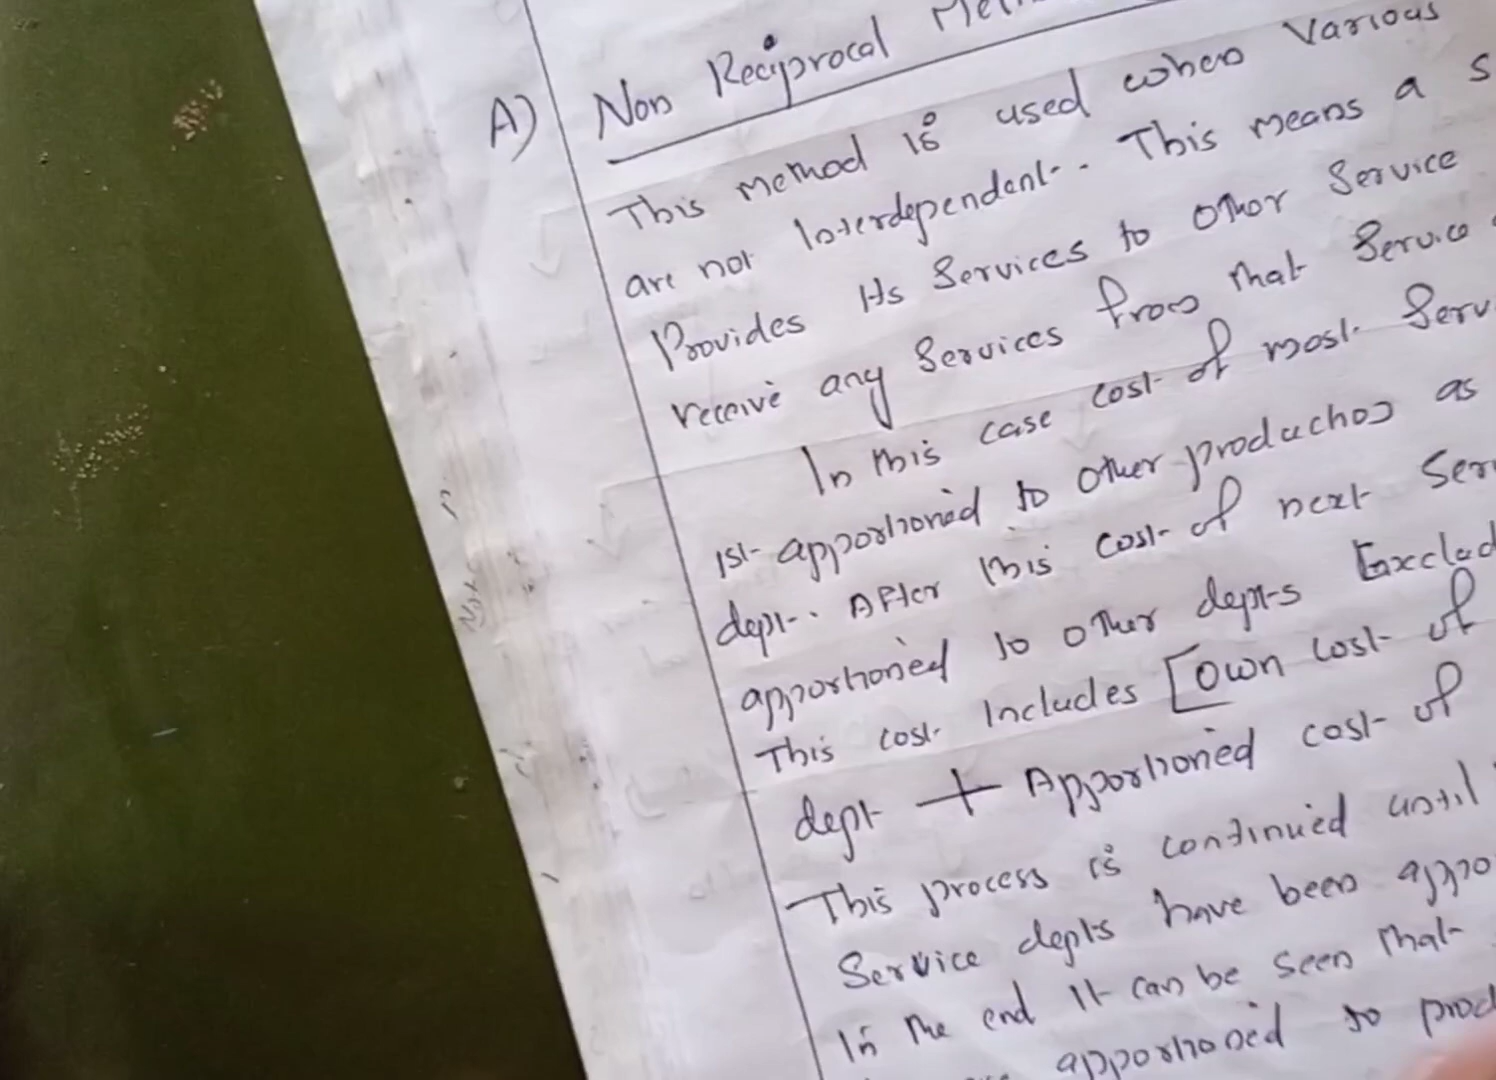 A) Non Reciprocal
This method is used when various
are not Interdependent. This means a
Provides Its Services to other Service
receive any Services from that Service
In this case cost of most
1st apportioned to other production as
dept. After this cost of next
apportioned to other depts
This cost Includes [own cost of
dept + Apportioned cost of
This process is continued until
Service depts have been
In the end It can be seen that
apportioned to